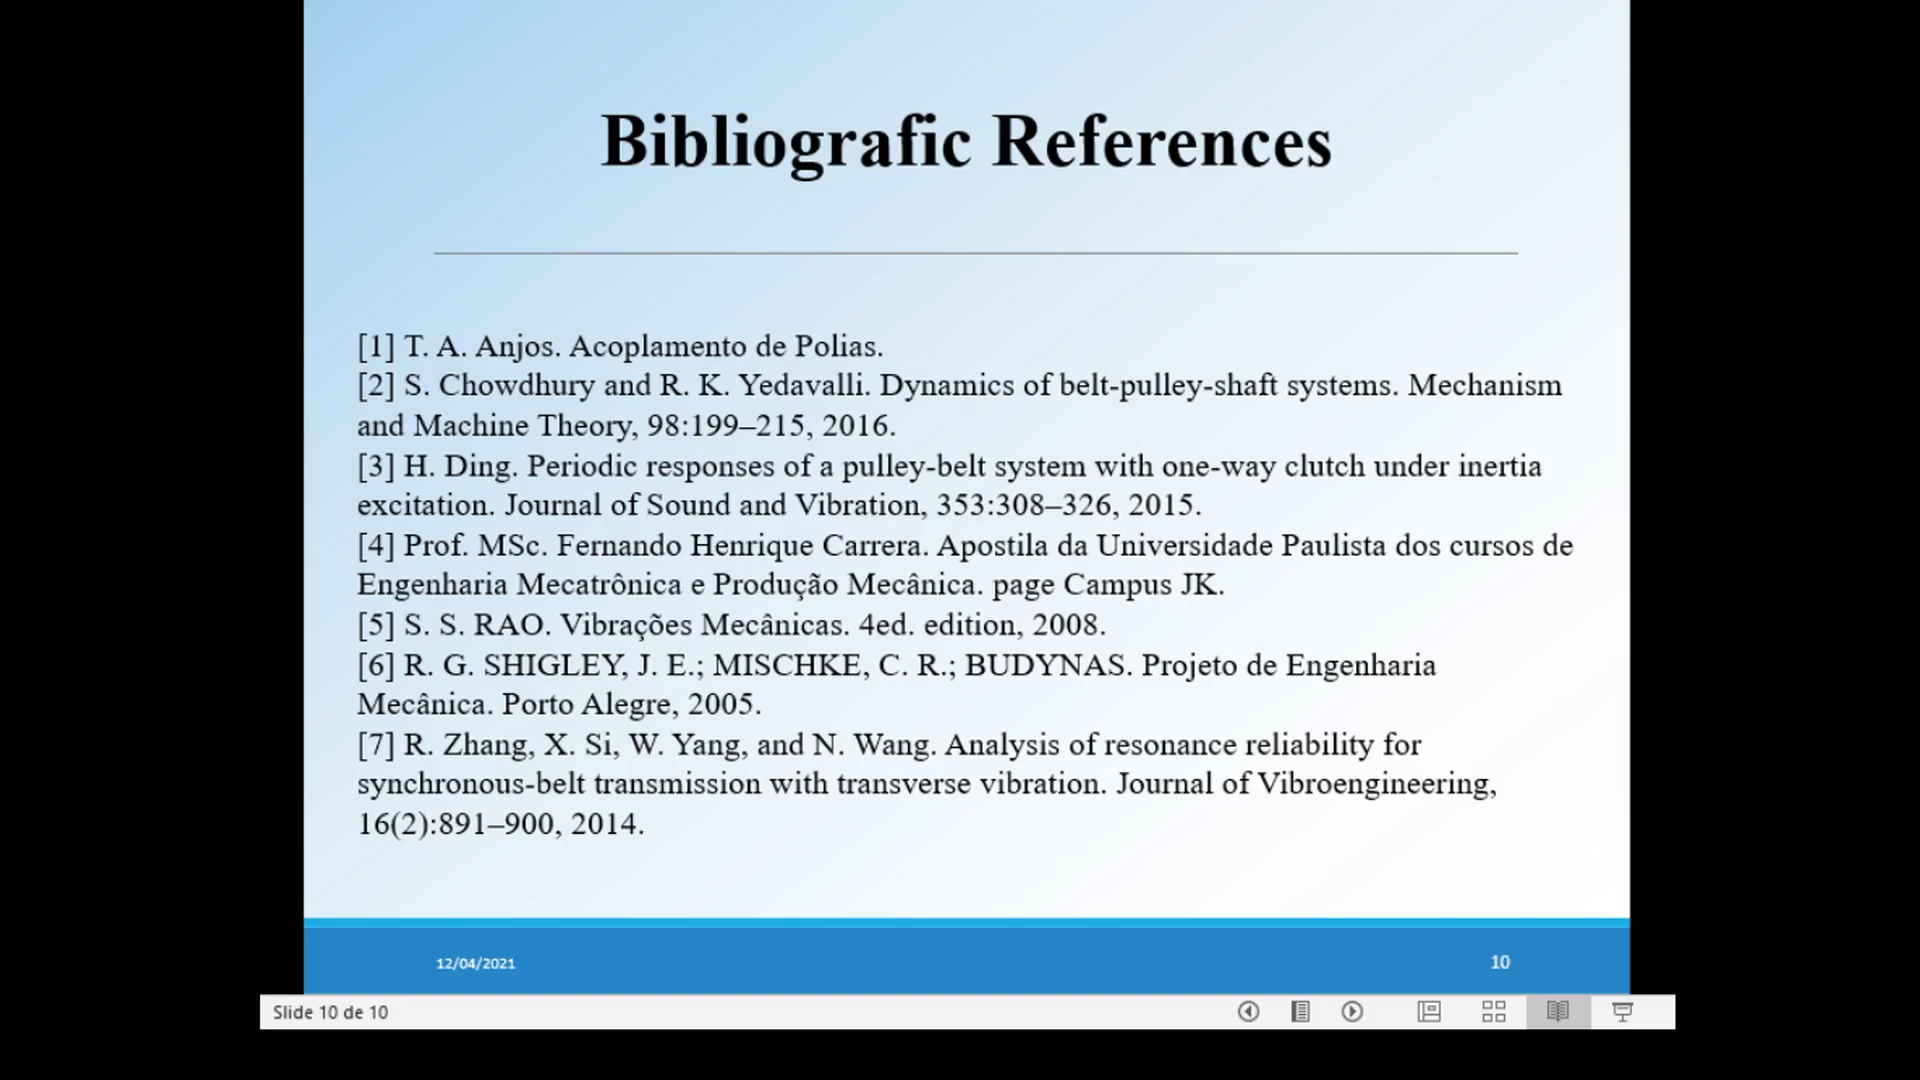 Bibliografic References
[1] T. A. Anjos. Acoplamento de Polias.
[2] S. Chowdhury and R. K. Yedavalli. Dynamics of belt-pulley-shaft systems. Mechanism
and Machine Theory, 98:199–215, 2016.
[3] H. Ding. Periodic responses of a pulley-belt system with one-way clutch under inertia
excitation. Journal of Sound and Vibration, 353:308–326, 2015.
[4] Prof. MSc. Fernando Henrique Carrera. Apostila da Universidade Paulista dos cursos de
Engenharia Mecatrônica e Produção Mecânica. page Campus JK.
[5] S. S. RAO. Vibrações Mecânicas. 4ed. edition, 2008.
[6] R. G. SHIGLEY, J. E.; MISCHKE, C. R.; BUDYNAS. Projeto de Engenharia
Mecânica. Porto Alegre, 2005.
[7] R. Zhang, X. Si, W. Yang, and N. Wang. Analysis of resonance reliability for
synchronous-belt transmission with transverse vibration. Journal of Vibroengineering,
16(2):891–900, 2014.
12/04/2021
10
Slide 10 de 10